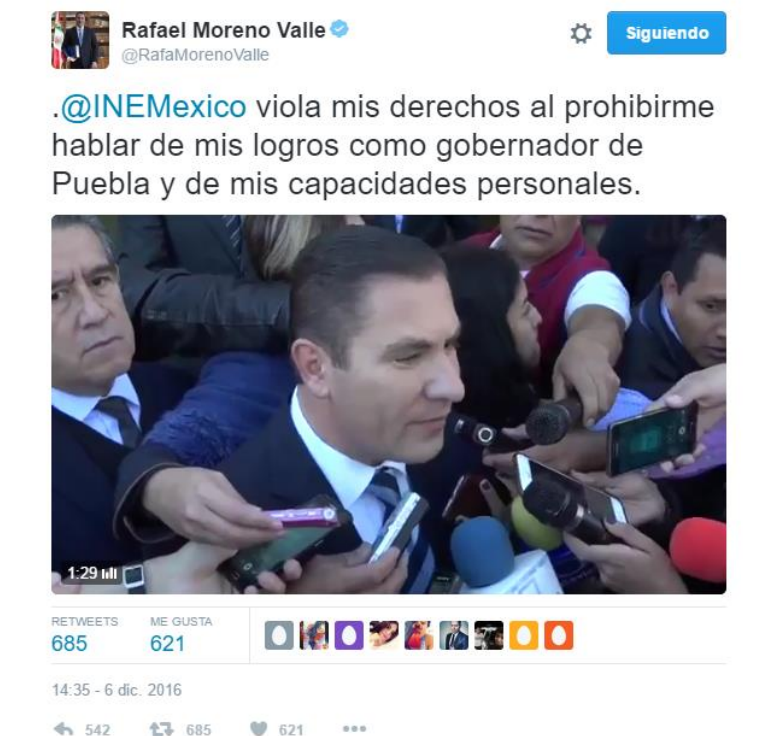 Rafael Moreno Valle
@RafaMorenoValle
Siguiendo
.@INEMexico viola mis derechos al prohibirme
hablar de mis logros como gobernador de
Puebla y de mis capacidades personales.
1:29
RETWEETS
685
ME GUSTA
621
14:35 - 6 dic. 2016
542
685
621